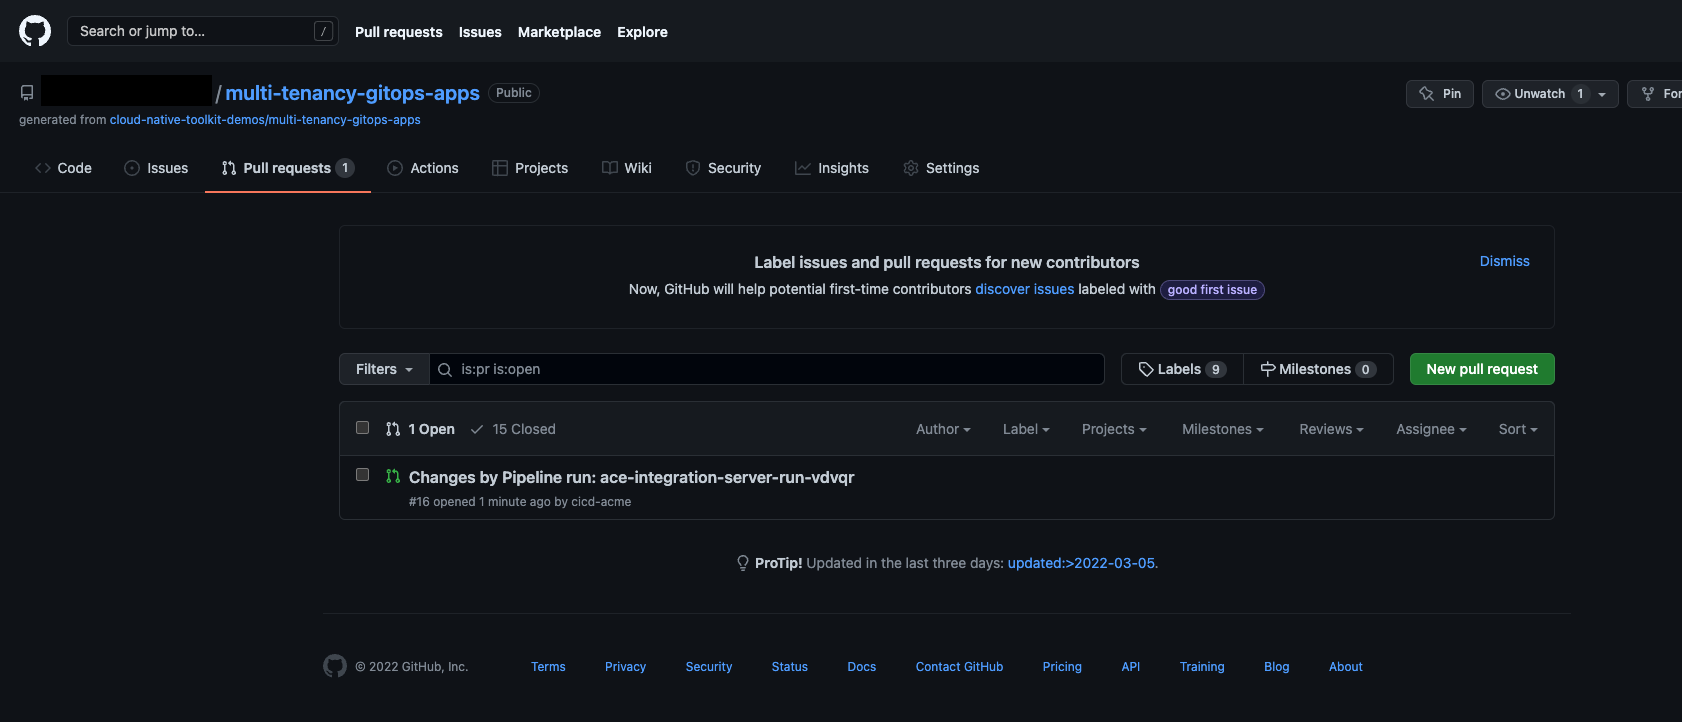 Search or jump to... / Pull requests Issues Marketplace Explore
/ multi-tenancy-gitops-apps Public Pin Unwatch 1 For
generated from cloud-native-toolkit-demos/multi-tenancy-gitops-apps
Code Issues Pull requests 1 Actions Projects Wiki Security Insights Settings
Label issues and pull requests for new contributors Dismiss
Now, GitHub will help potential first-time contributors discover issues labeled with good first issue
Filters is:pr is:open Labels 9 Milestones 0 New pull request
1 Open 15 Closed Author Label Projects Milestones Reviews Assignee Sort
Changes by Pipeline run: ace-integration-server-run-vdvqr
#16 opened 1 minute ago by cicd-acme
ProTip! Updated in the last three days: updated:>2022-03-05.
© 2022 GitHub, Inc. Terms Privacy Security Status Docs Contact GitHub Pricing API Training Blog About